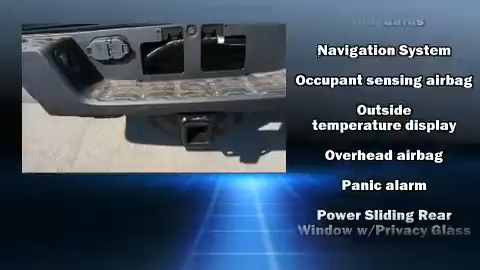 Navigation System
Occupant sensing airbag
Outside
temperature display
Overhead airbag
Panic alarm
Power Sliding Rear
Window w/Privacy Glass